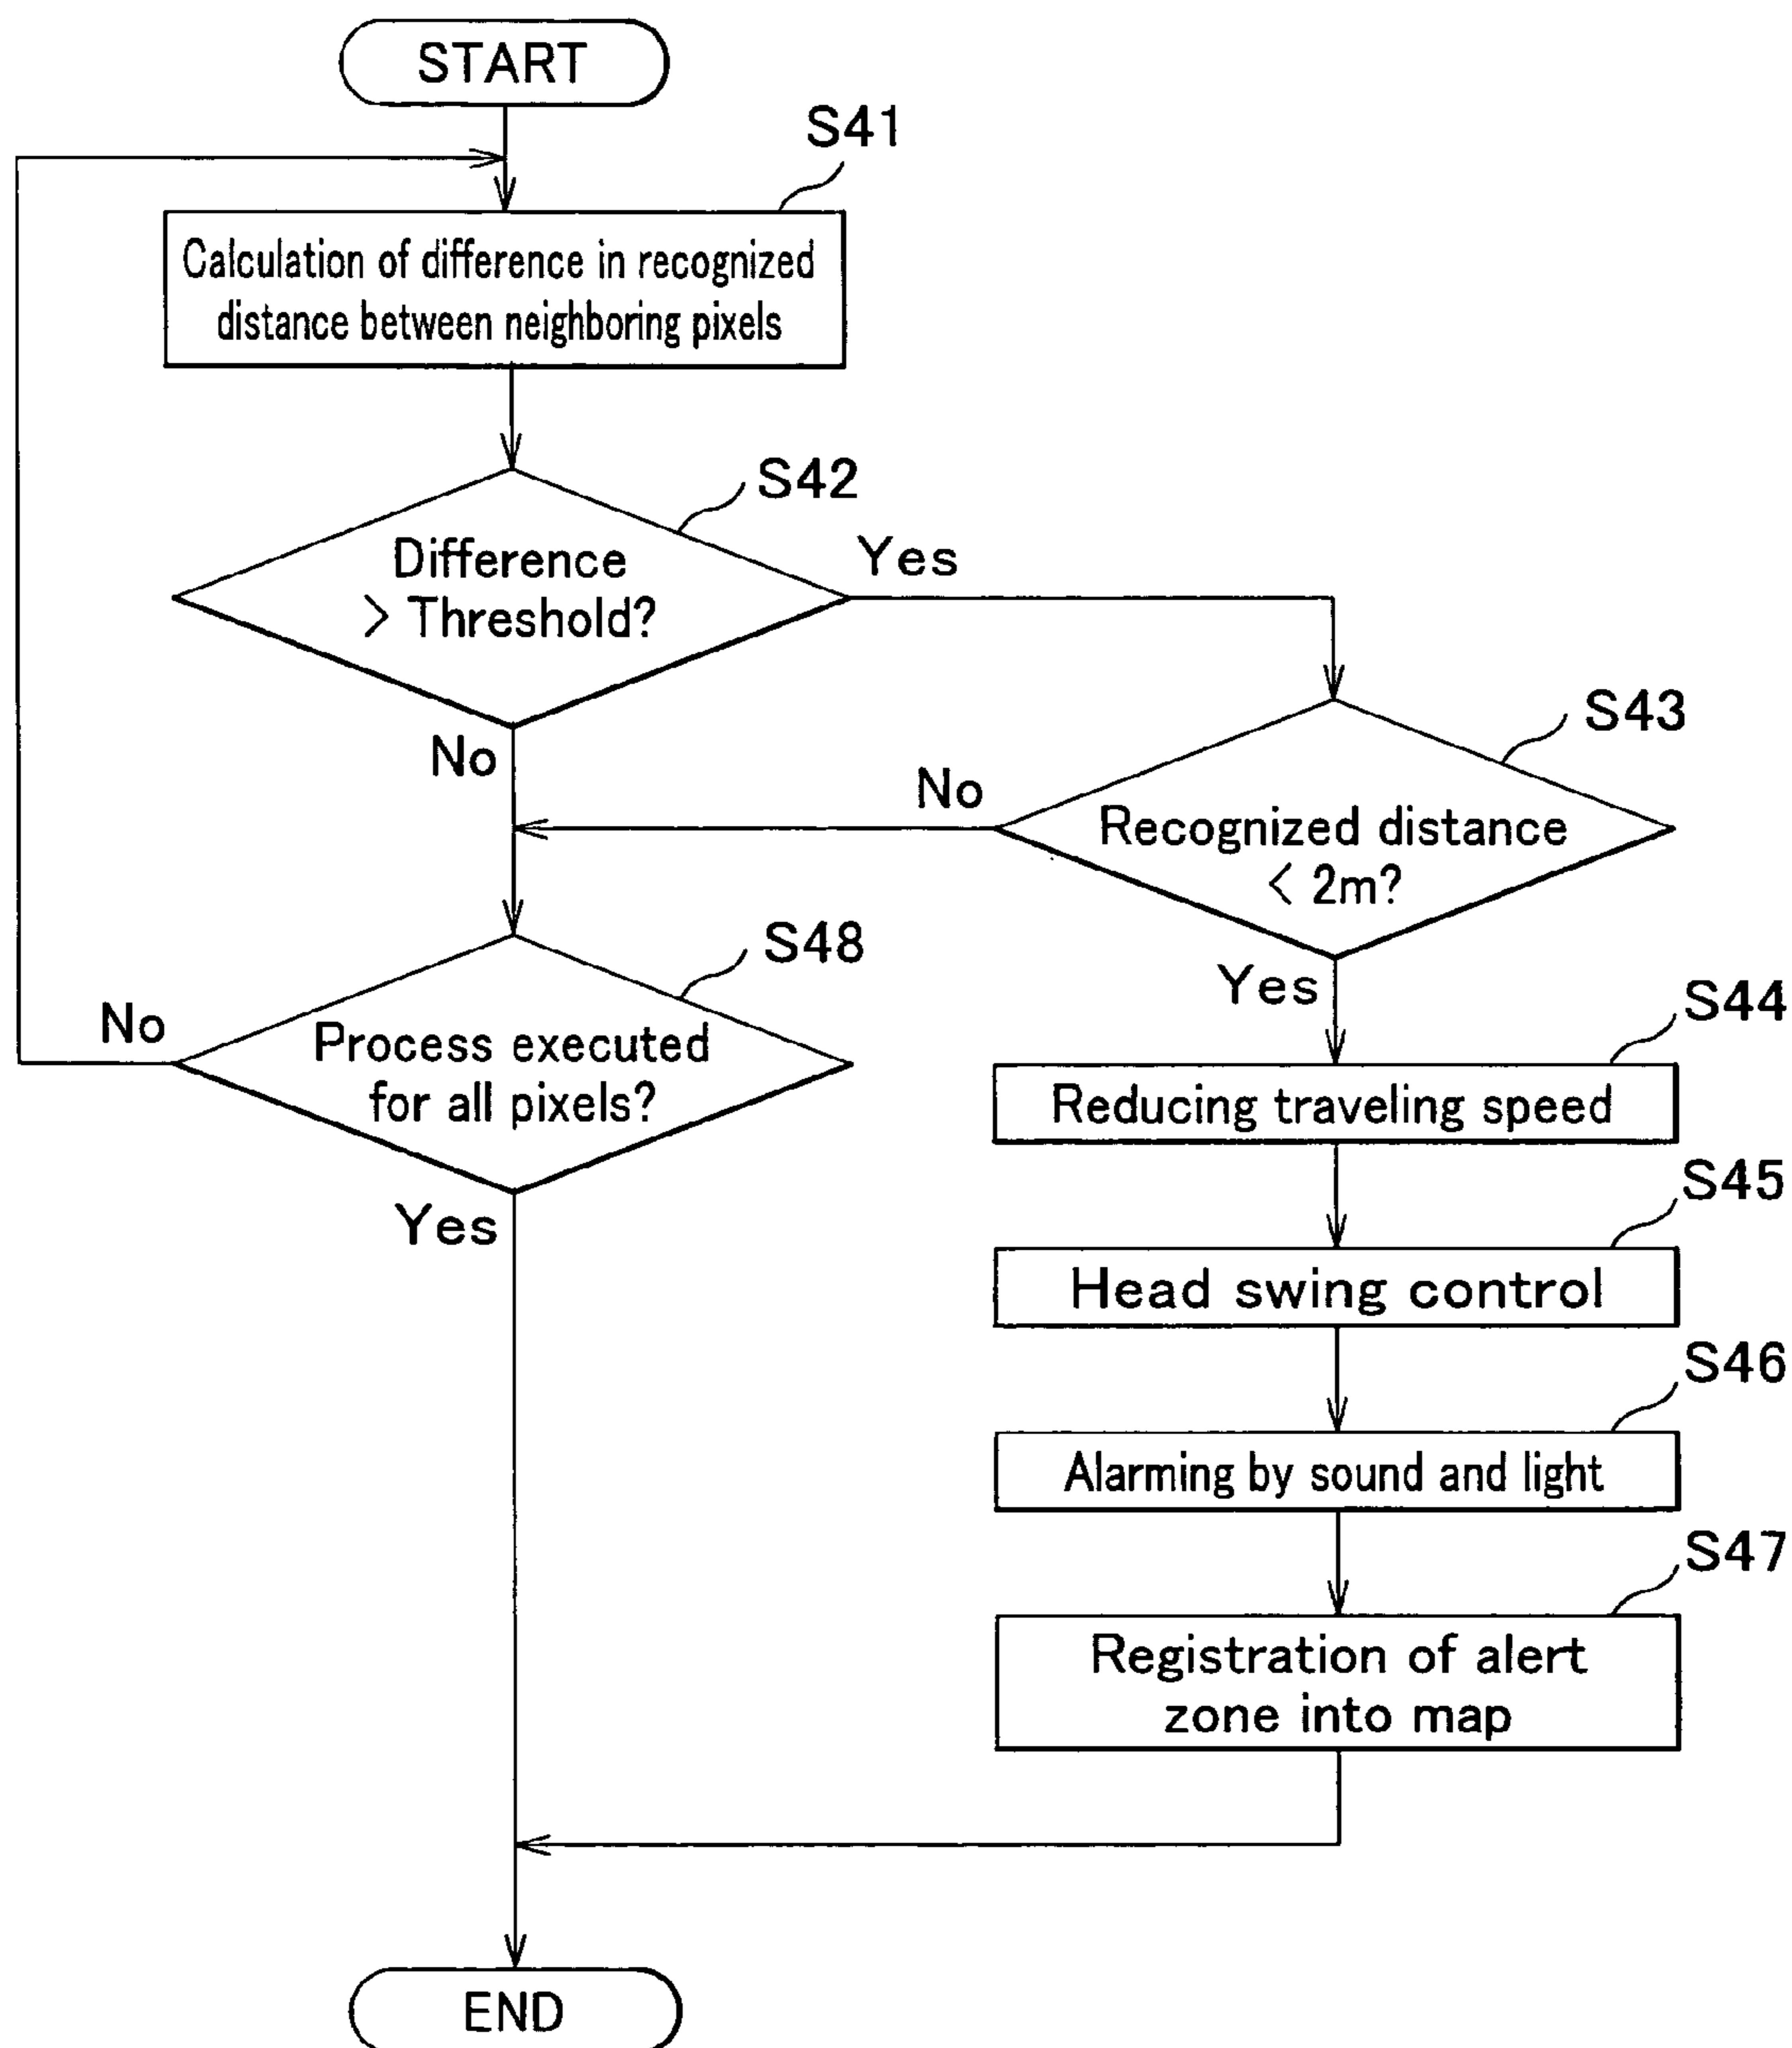 START
S41
Calculation of difference in recognized
distance between neighboring pixels
S42
Difference
> Threshold?
Yes
No
S43
Recognized distance
< 2m?
No
Yes
S48
Process executed
for all pixels?
No
Yes
S44
Reducing traveling speed
S45
Head swing control
S46
Alarming by sound and light
S47
Registration of alert
zone into map
END